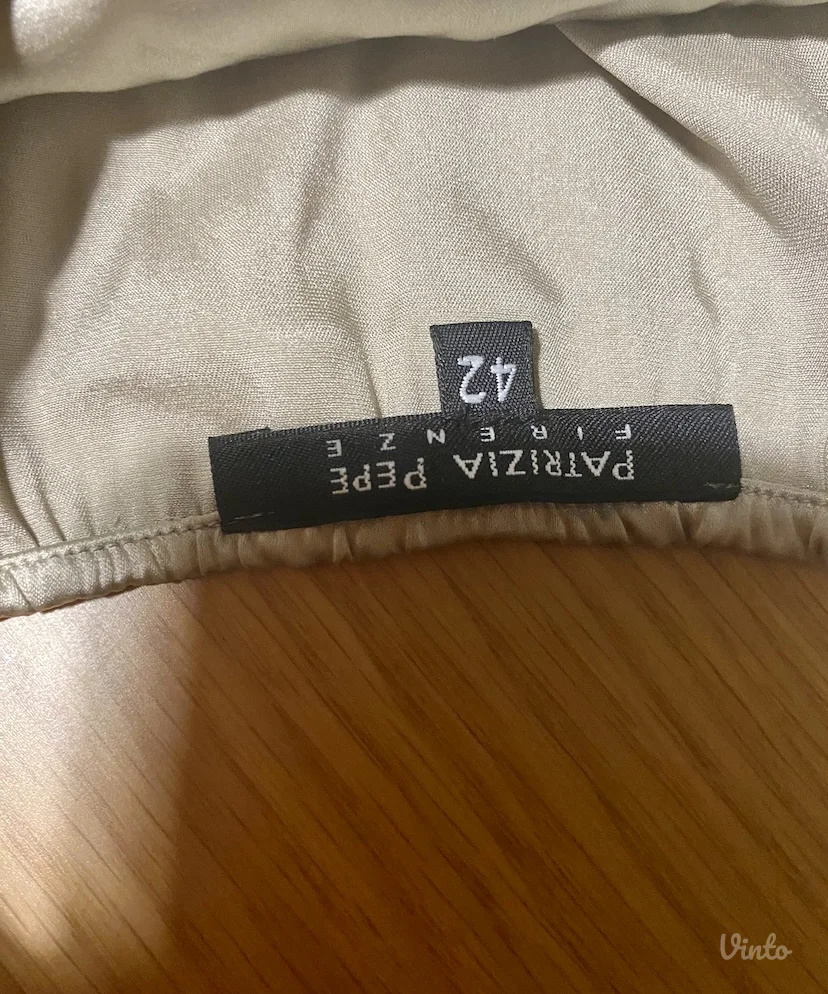 PATRIZIA PEPE
FIRENZE
42
Vinto